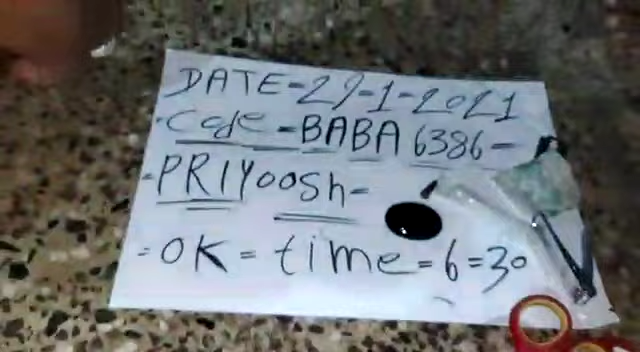 DATE-29-1-2021
Code-BABA 6386-
-PRIYOOSH-
=OK=time=6=30